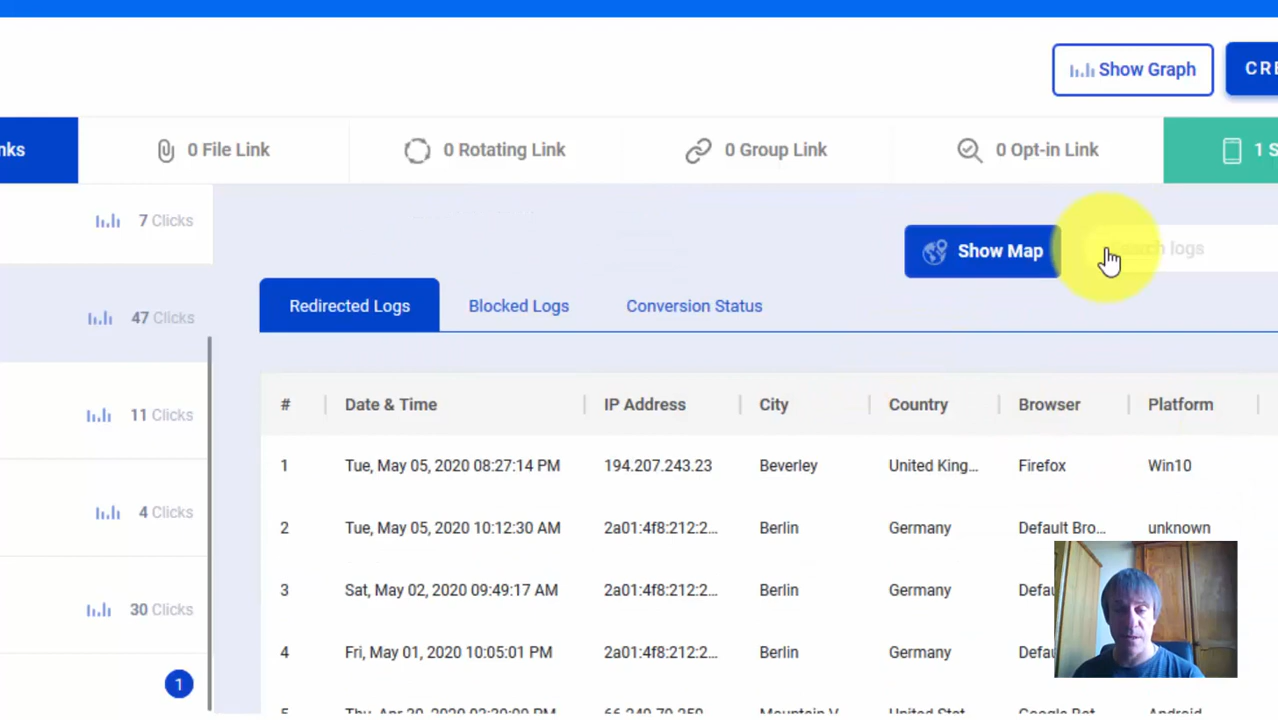 Show Graph CRE
nks 0 File Link 0 Rotating Link 0 Group Link 0 Opt-in Link 1 S
7 Clicks
Show Map logs
47 Clicks
Redirected Logs Blocked Logs Conversion Status
11 Clicks
# Date & Time IP Address City Country Browser Platform
1 Tue, May 05, 2020 08:27:14 PM 194.207.243.23 Beverley United King... Firefox Win10
4 Clicks
2 Tue, May 05, 2020 10:12:30 AM 2a01:4f8:212:2... Berlin Germany Default Bro... unknown
30 Clicks
3 Sat, May 02, 2020 09:49:17 AM 2a01:4f8:212:2... Berlin Germany Defa
4 Fri, May 01, 2020 10:05:01 PM 2a01:4f8:212:2... Berlin Germany Defa
1